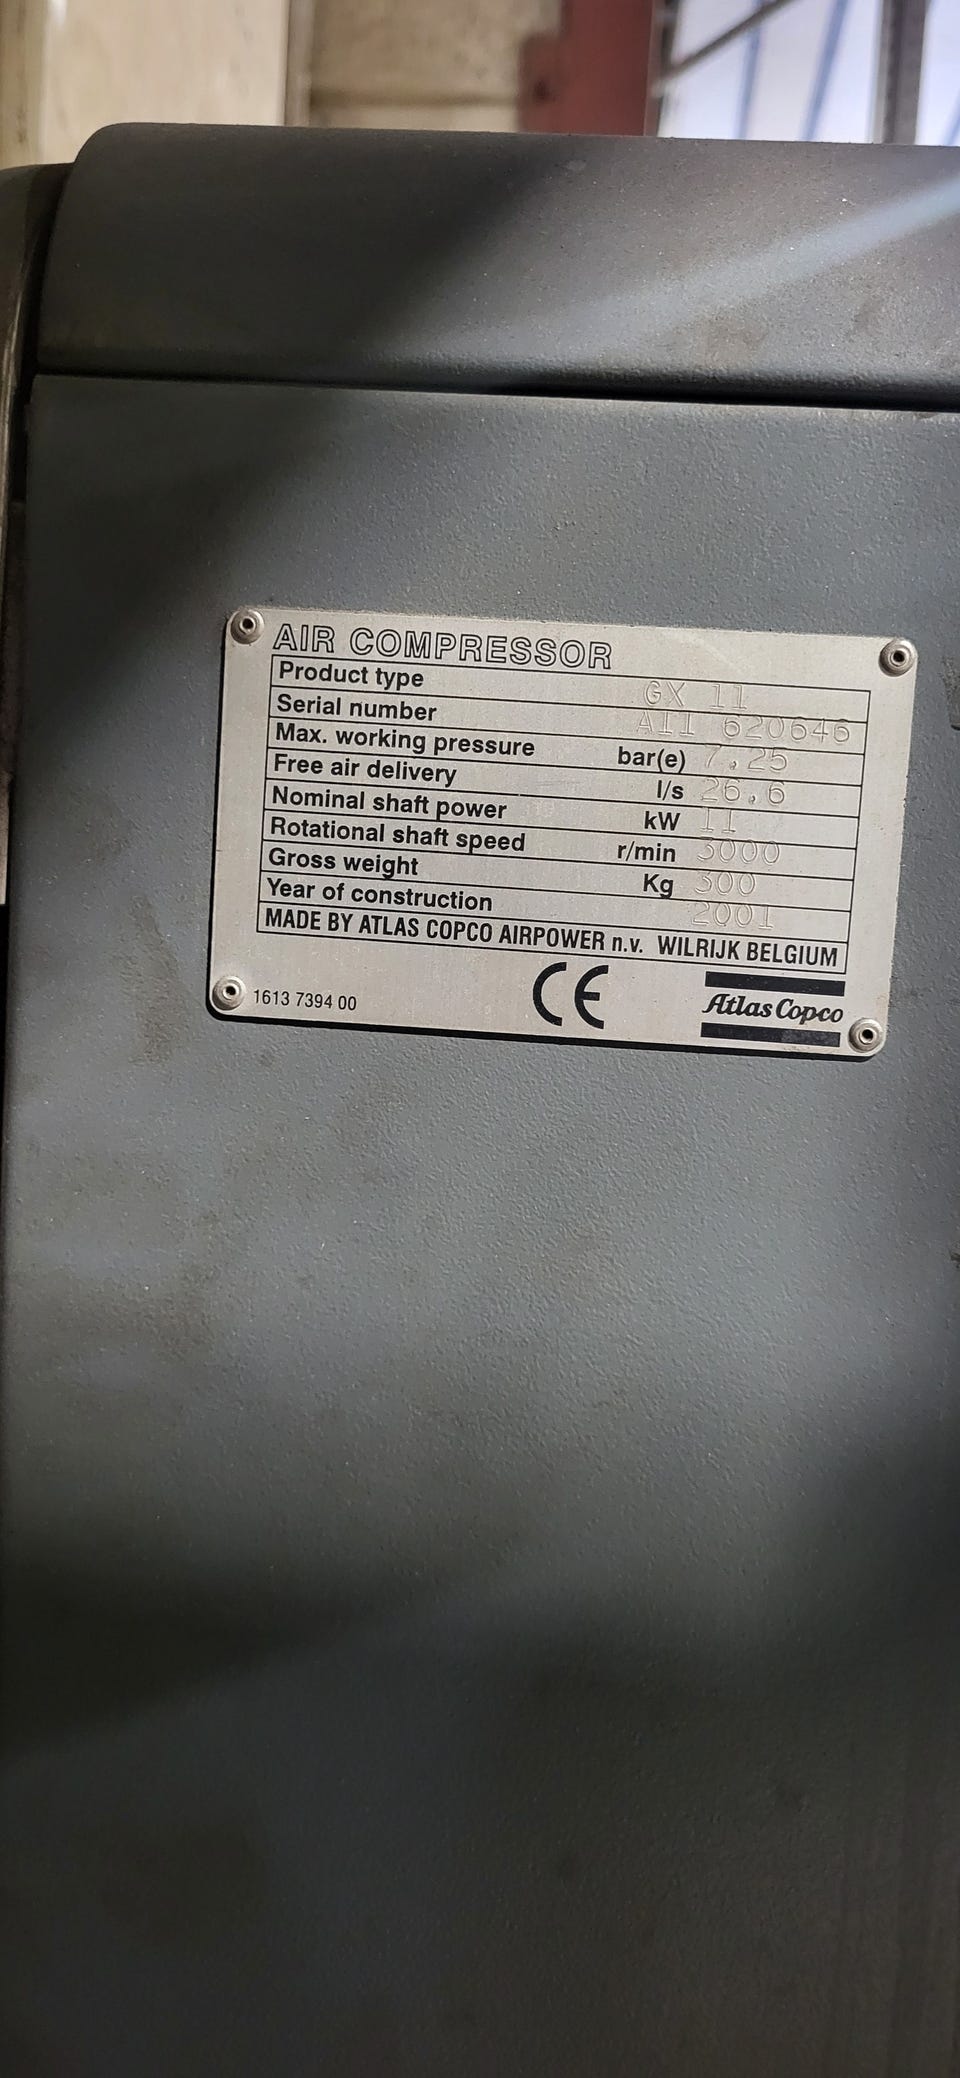 AIR COMPRESSOR
Product type GX 11
Serial number AII 620646
Max. working pressure bar(e) 7.25
Free air delivery l/s 26.6
Nominal shaft power kW 11
Rotational shaft speed r/min 3000
Gross weight Kg 300
Year of construction 2001
MADE BY ATLAS COPCO AIRPOWER n.v. WILRIJK BELGIUM
1613 7394 00 CE Atlas Copco